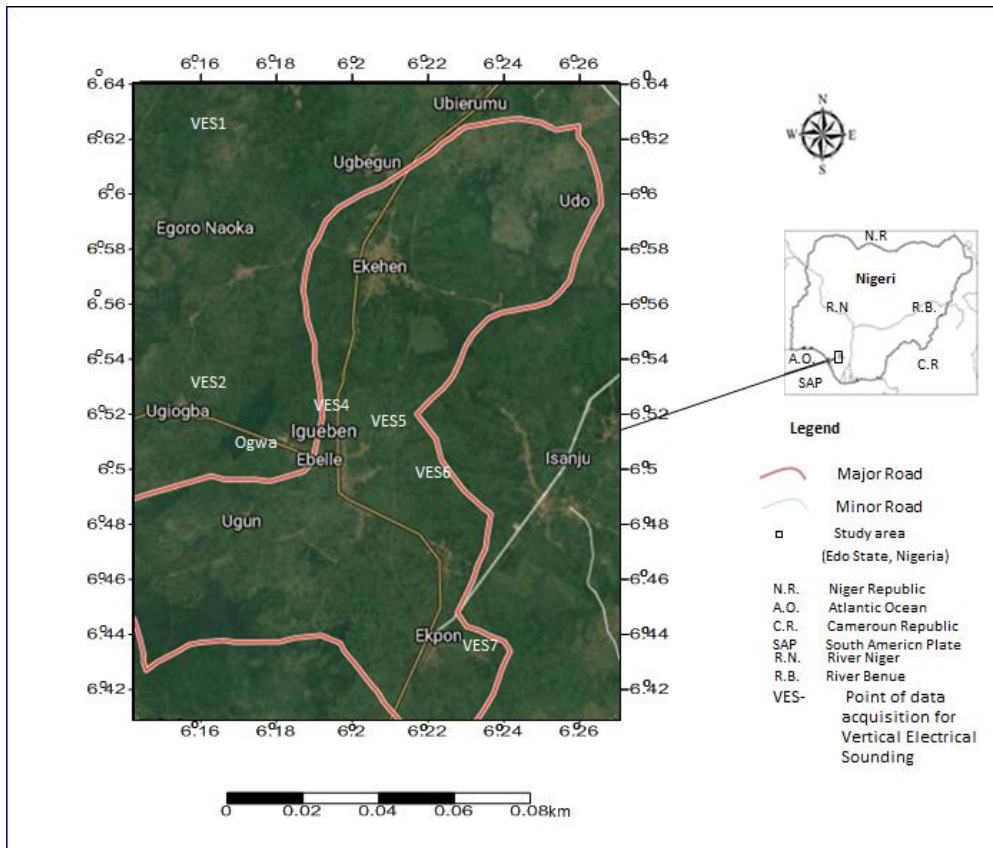 6.16 6.18 6.2 6.22 6.24 6.26
6.64 6.64
Ubierumu
VES1
6.62 6.62
Ugbegun
6.6 Udo 6.6
Egoro Naoka
6.58 6.58
Ekehen
6.56 6.56
6.54 6.54
VES2
VES4
Ugiogba
6.52 VES5 6.52
Igueben
Ogwa
Ebelle
Isanju
6.5 VES6 6.5
Ugun
6.48 6.48
6.46 6.46
Ekpon
6.44 VES7 6.44
6.42 6.42
6.16 6.18 6.2 6.22 6.24 6.26
0 0.02 0.04 0.06 0.08km
N
W E
S
N.R
Nigeri
R.N R.B.
A.O.
C.R
SAP
Legend
Major Road
Minor Road
Study area
(Edo State, Nigeria)
N.R. Niger Republic
A.O. Atlantic Ocean
C.R. Cameroun Republic
SAP South Americn Plate
R.N. River Niger
R.B. River Benue
VES- Point of data
acquisition for
Vertical Electrical
Sounding